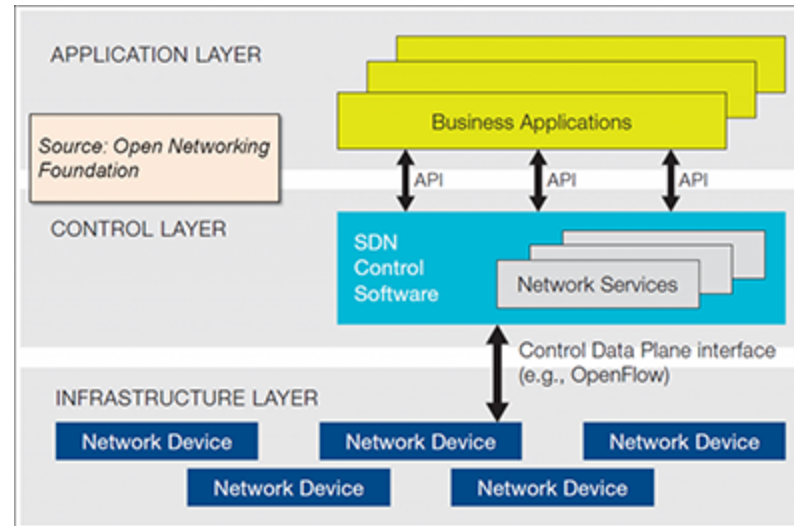 APPLICATION LAYER
Business Applications
Source: Open Networking
Foundation
API
API
API
CONTROL LAYER
SDN
Control
Software
Network Services
Control Data Plane interface
(e.g., OpenFlow)
INFRASTRUCTURE LAYER
Network Device
Network Device
Network Device
Network Device
Network Device